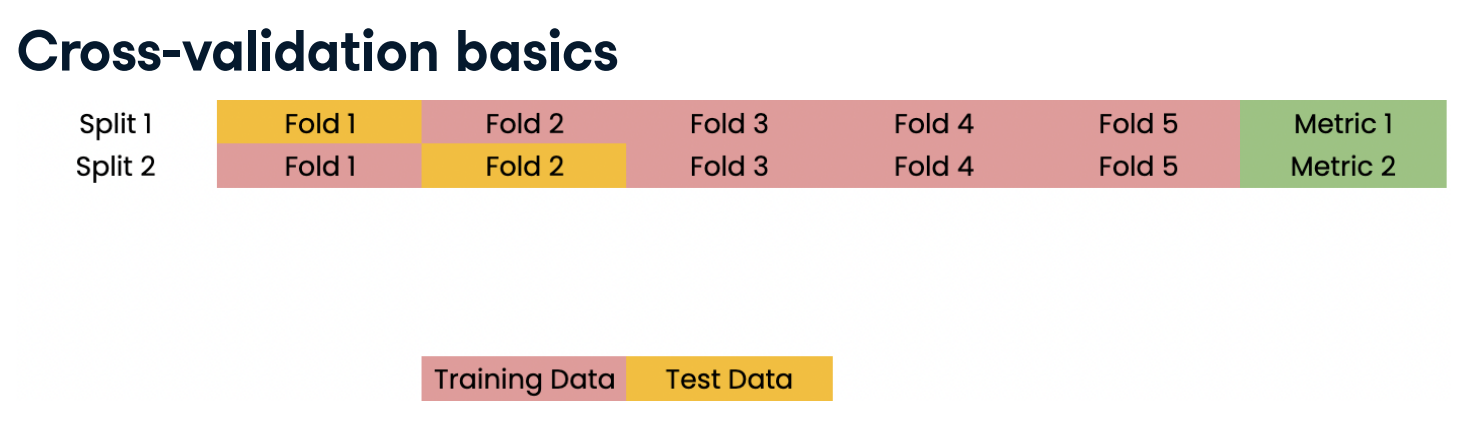 Cross-validation basics
Split 1 Fold 1 Fold 2 Fold 3 Fold 4 Fold 5 Metric 1
Split 2 Fold 1 Fold 2 Fold 3 Fold 4 Fold 5 Metric 2
Training Data Test Data